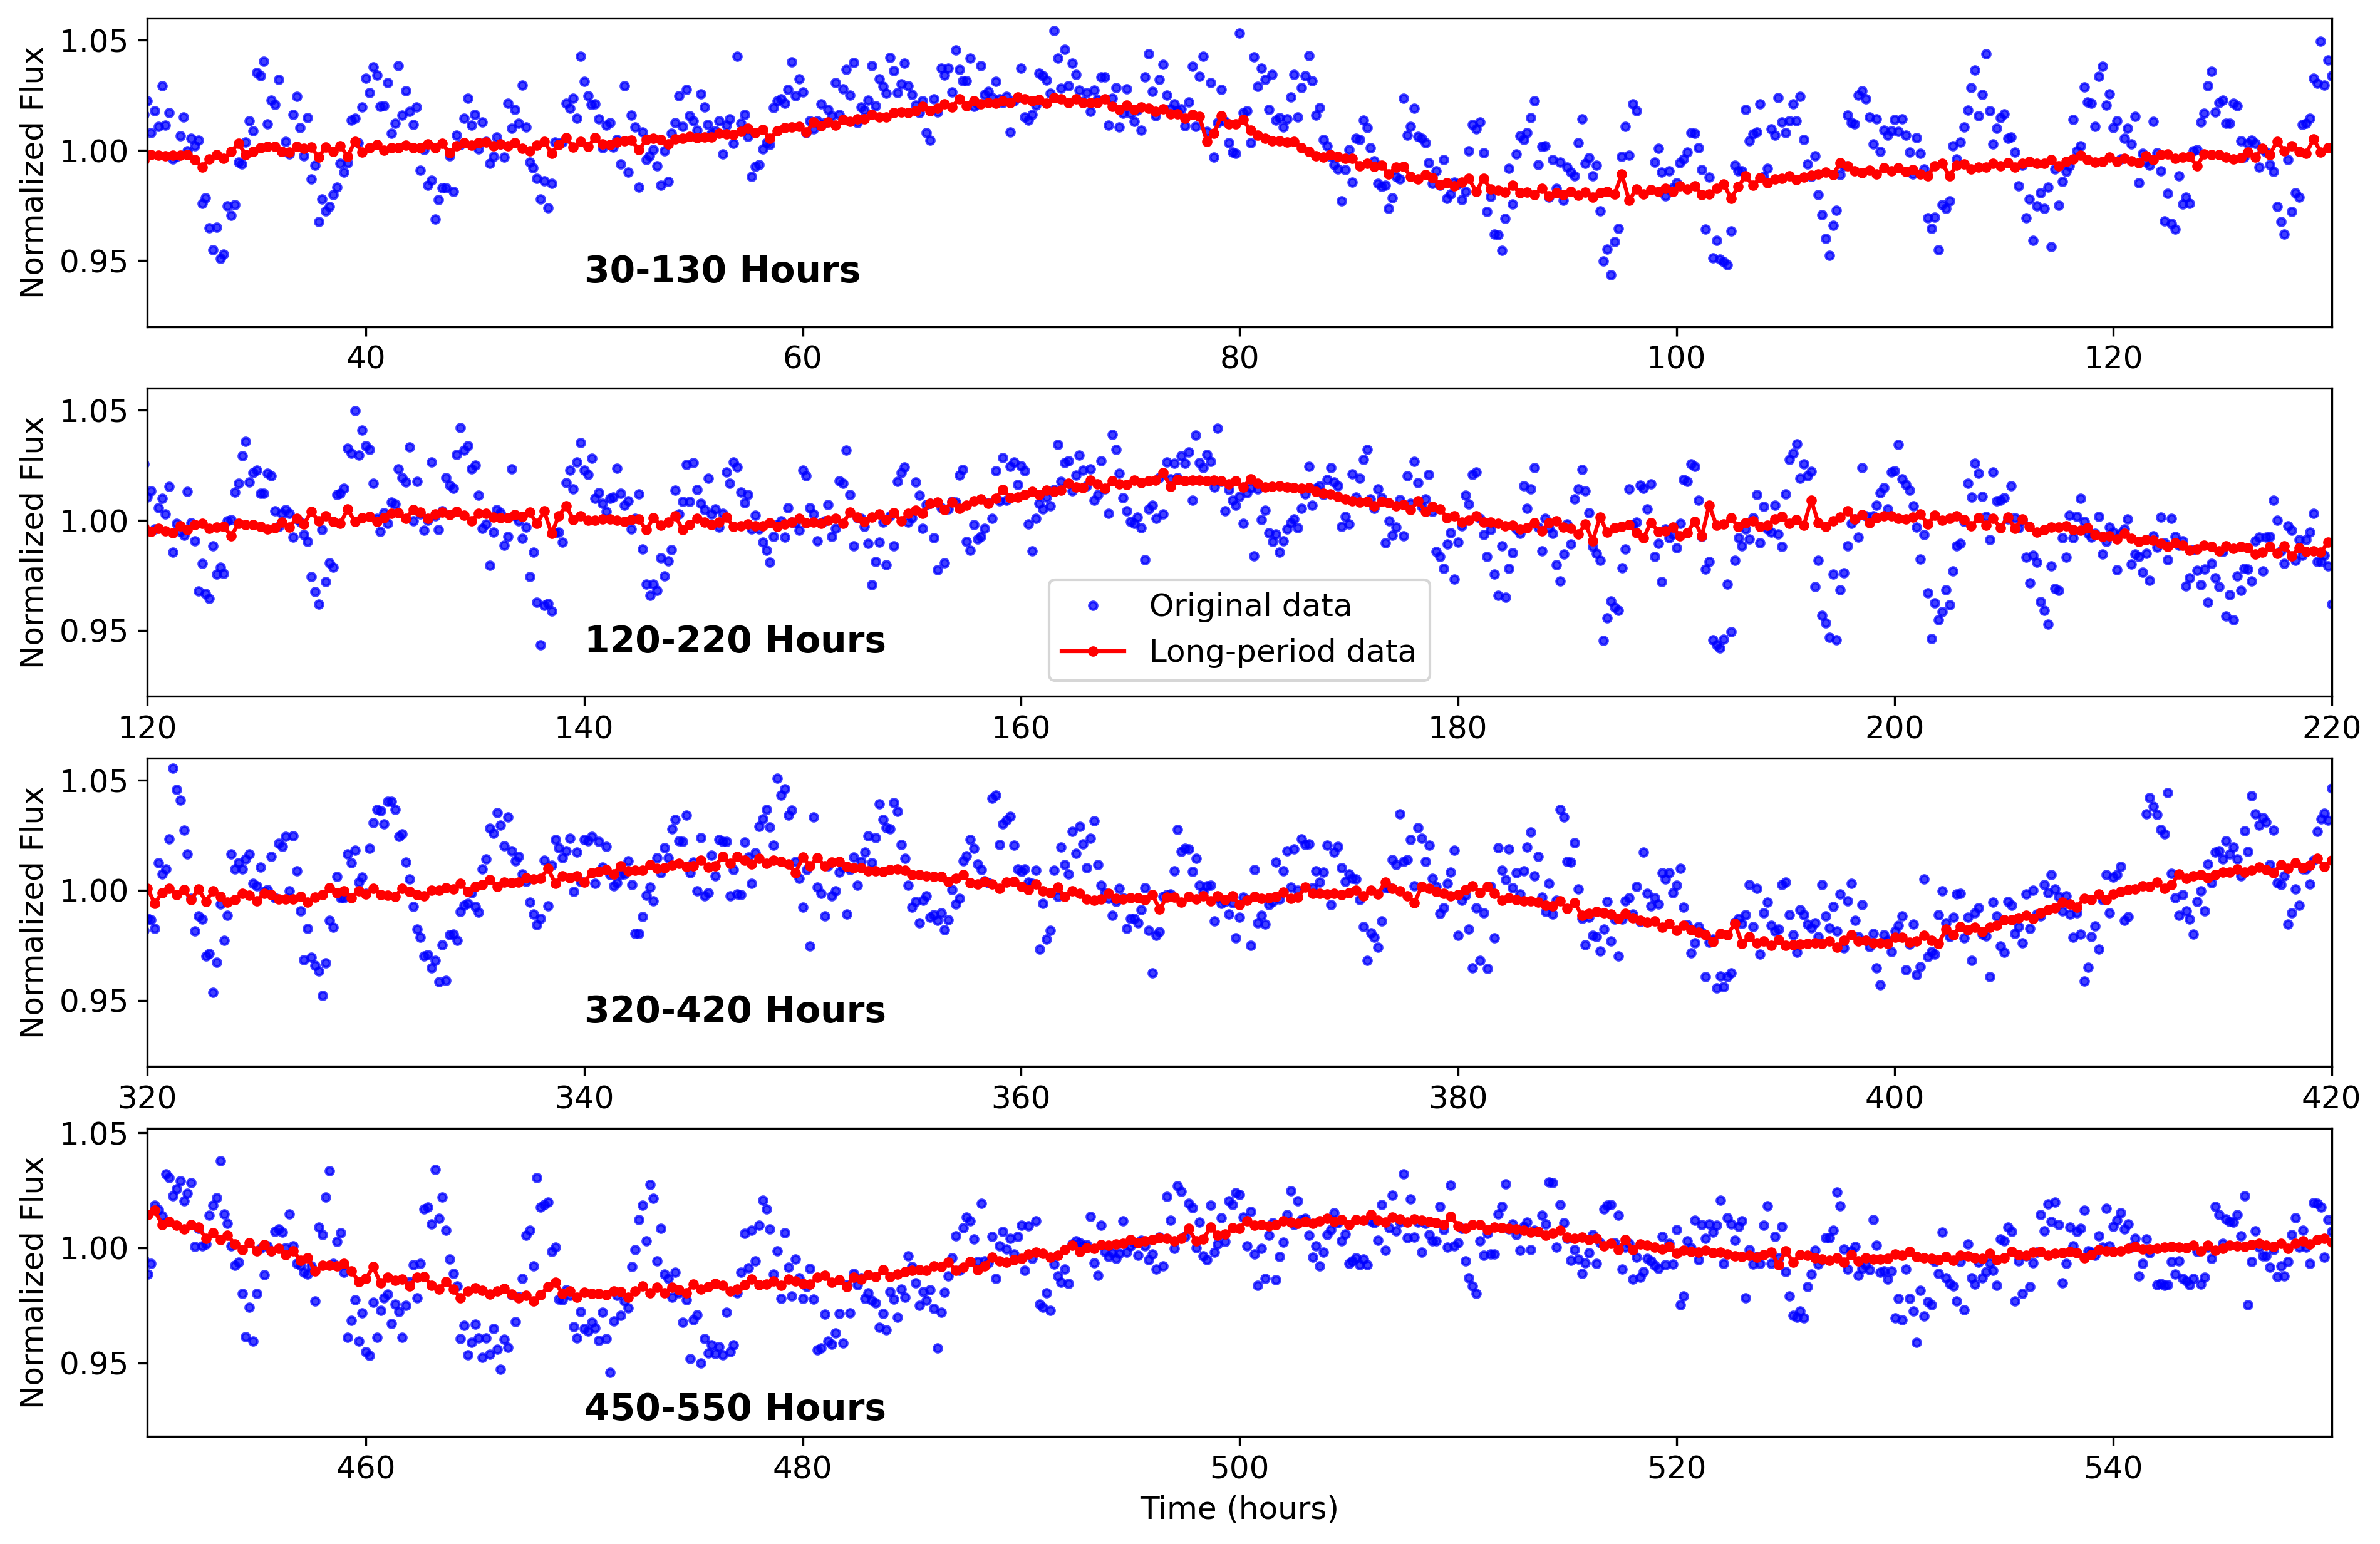 Normalized Flux
1.05
1.00
0.95
30-130 Hours
40 60 80 100 120
Normalized Flux
1.05
1.00
0.95
120-220 Hours
Original data
Long-period data
120 140 160 180 200 220
Normalized Flux
1.05
1.00
0.95
320-420 Hours
320 340 360 380 400 420
Normalized Flux
1.05
1.00
0.95
450-550 Hours
460 480 500 520 540
Time (hours)